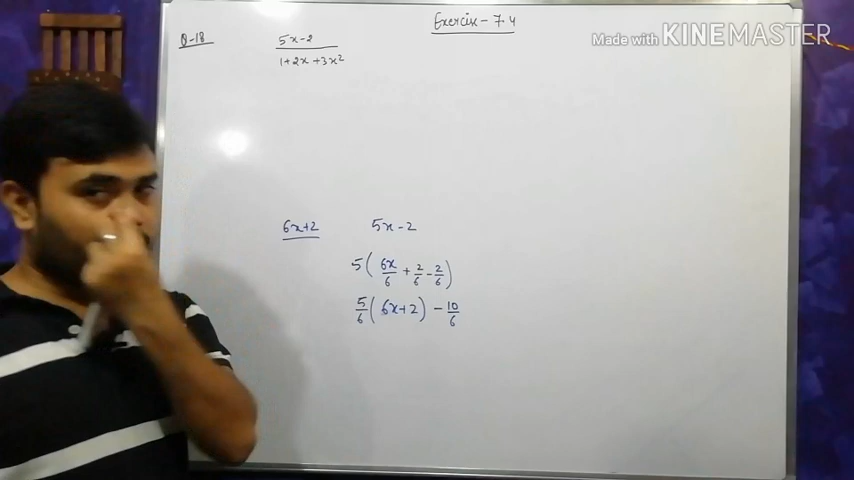 Exercise - 7.4
Made with KINEMASTER
Q-18
5x-2
1+2x+3x²
6x+2 5x-2
5(6x/6 + 2/6 - 2/6)
5/6(6x+2) - 10/6